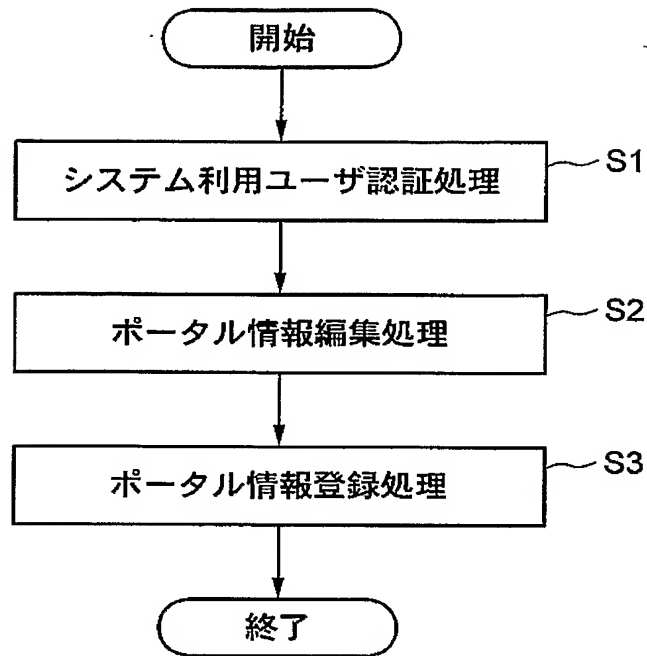 開始
システム利用ユーザ認証処理
S1
ポータル情報編集処理
S2
ポータル情報登録処理
S3
終了